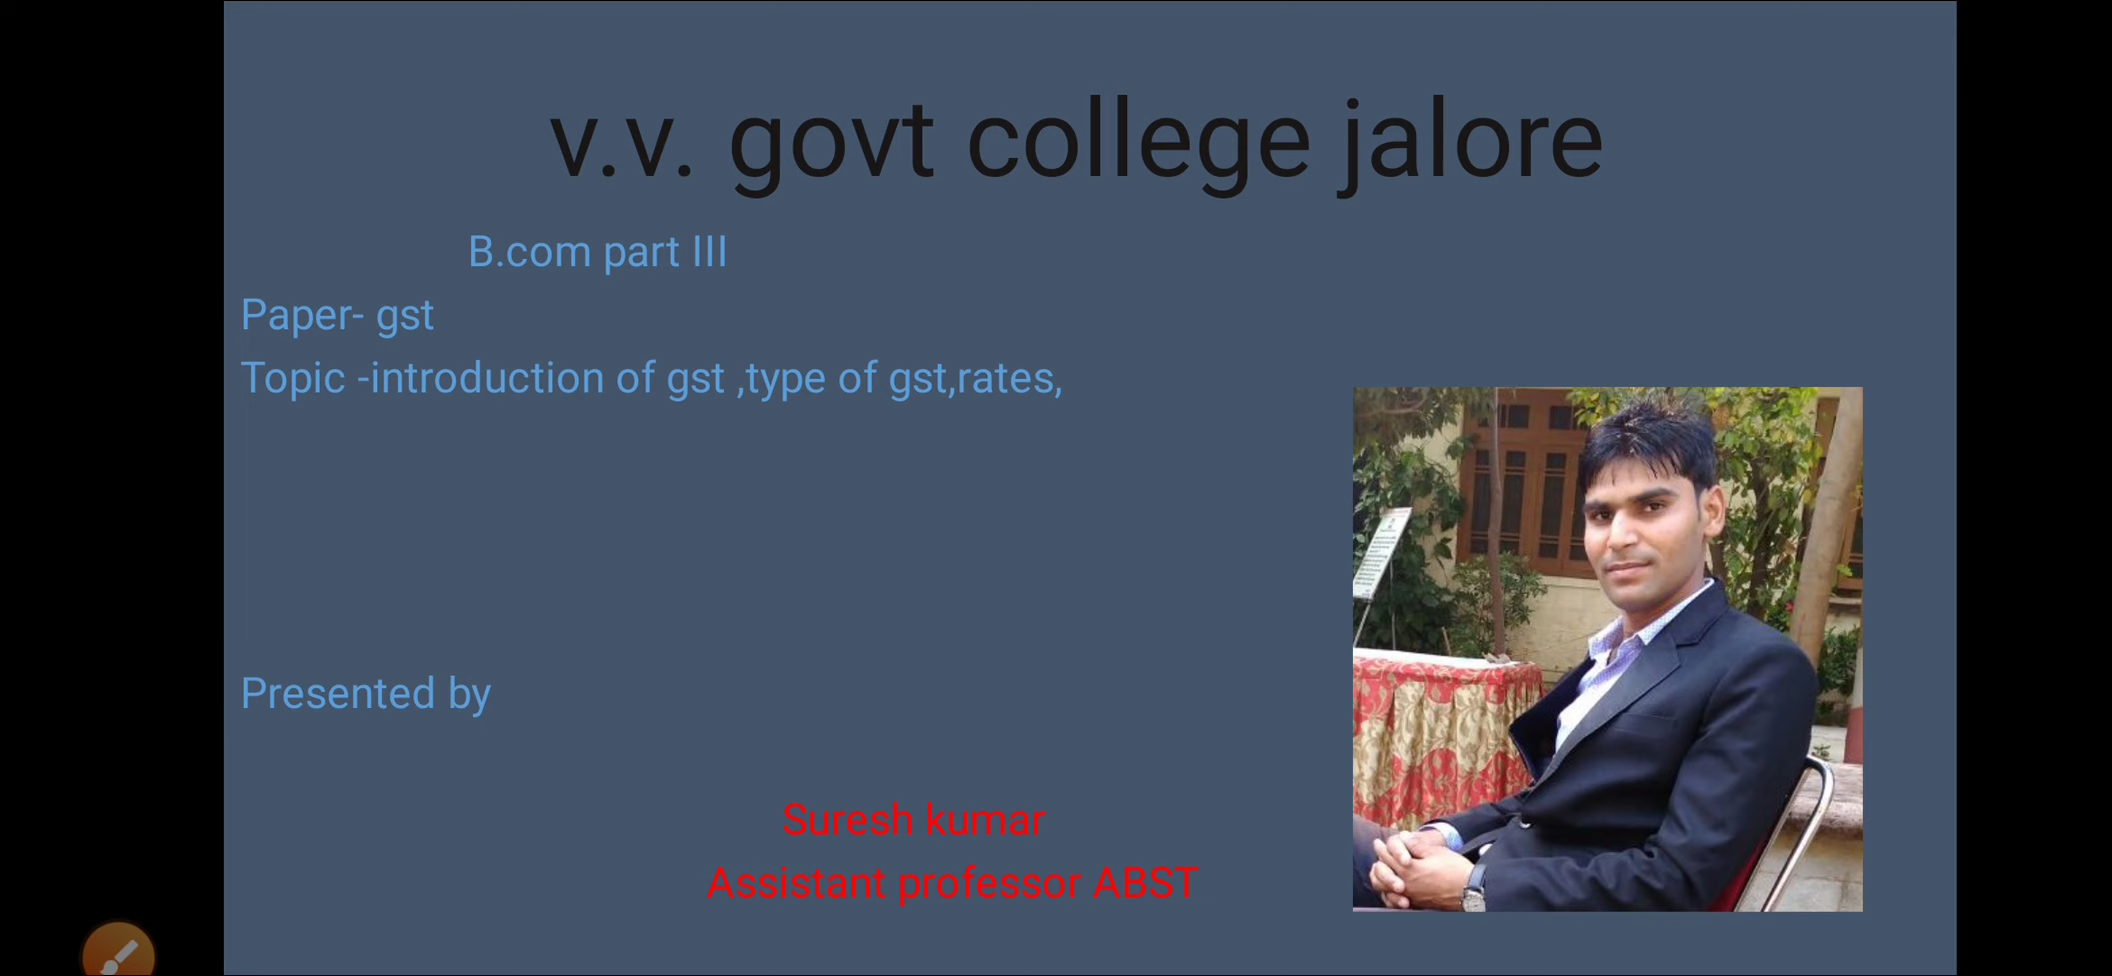 v.v. govt college jalore
B.com part III
Paper- gst
Topic -introduction of gst ,type of gst,rates,
Presented by
Suresh kumar
Assistant professor ABST